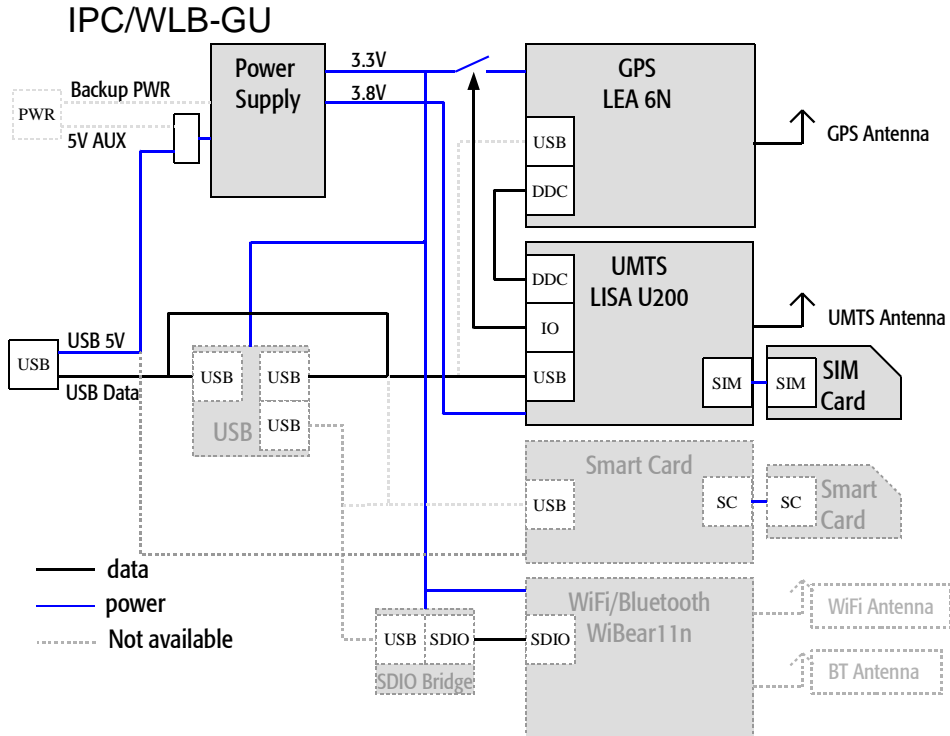 IPC/WLB-GU
Power
Supply
3.3V
3.8V
Backup PWR
PWR
5V AUX
GPS
LEA 6N
USB
DDC
GPS Antenna
UMTS
LISA U200
DDC
IO
USB
UMTS Antenna
SIM
SIM
SIM
Card
USB
USB 5V
USB Data
USB
USB
USB
USB
Smart Card
USB
SC
SC
Smart
Card
data
power
Not available
USB
SDIO
SDIO Bridge
WiFi/Bluetooth
WiBear11n
SDIO
WiFi Antenna
BT Antenna